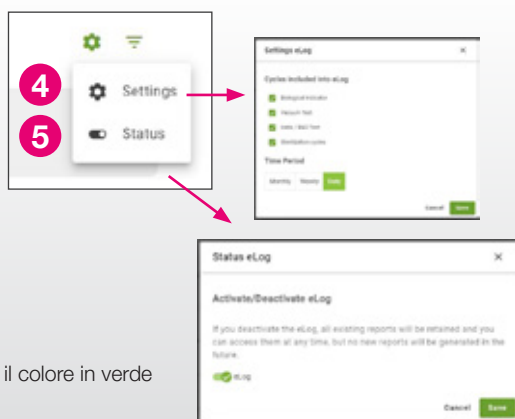 4
Settings
5
Status
Settings eLog
Cycles included into eLog
Biological Indicator
Vacuum Test
Helix / B&D Test
Sterilization cycles
Time Period
Monthly Weekly Daily
Cancel Save
Status eLog
Activate/Deactivate eLog
If you deactivate the eLog, all existing reports will be retained and you
can access them at any time, but no new reports will be generated in the
future.
eLog
Cancel Save
il colore in verde